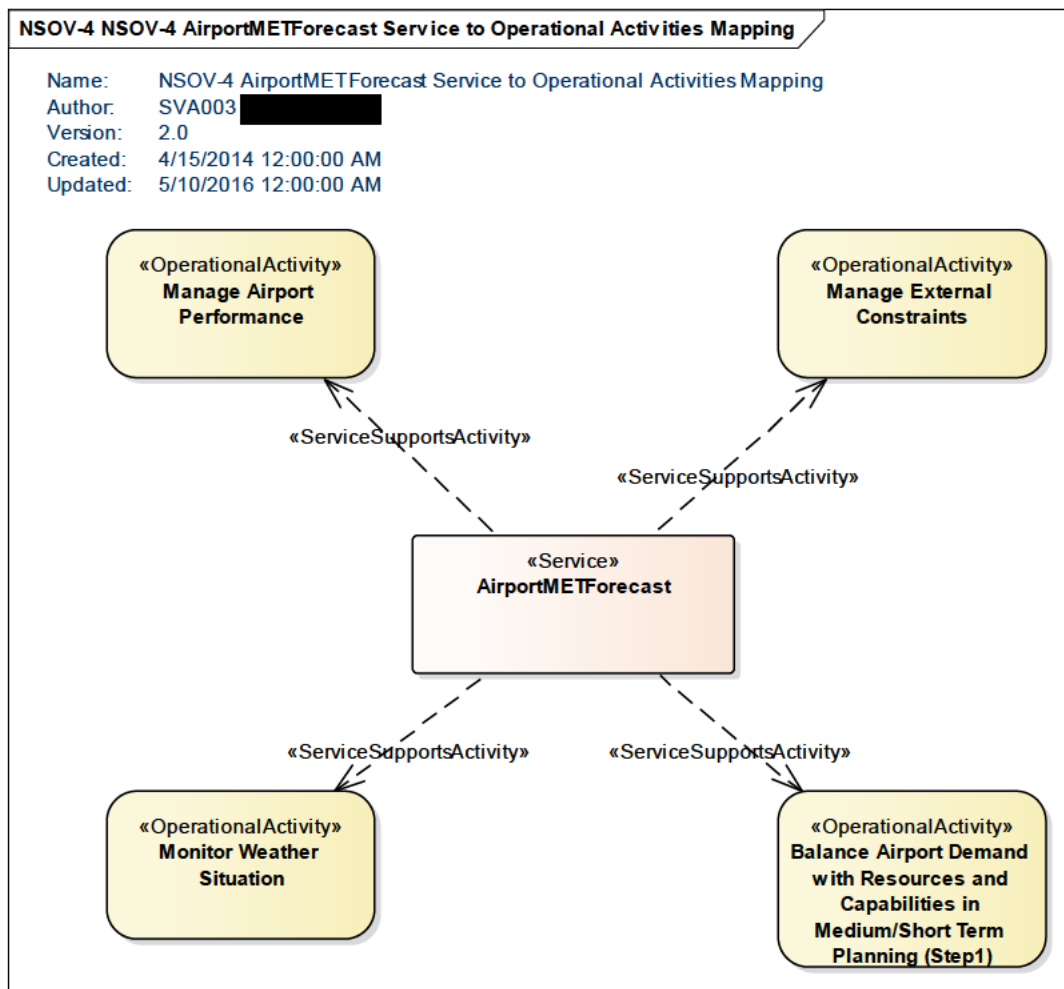 NSOV-4 NSOV-4 AirportMETForecast Service to Operational Activities Mapping
Name: NSOV-4 AirportMETForecast Service to Operational Activities Mapping
Author: SVA003
Version: 2.0
Created: 4/15/2014 12:00:00 AM
Updated: 5/10/2016 12:00:00 AM
«OperationalActivity»
Manage Airport
Performance
«OperationalActivity»
Manage External
Constraints
«ServiceSupportsActivity»
«ServiceSupportsActivity»
«Service»
AirportMETForecast
«ServiceSupportsActivity»
«ServiceSupportsActivity»
«OperationalActivity»
Monitor Weather
Situation
«OperationalActivity»
Balance Airport Demand
with Resources and
Capabilities in
Medium/Short Term
Planning (Step1)